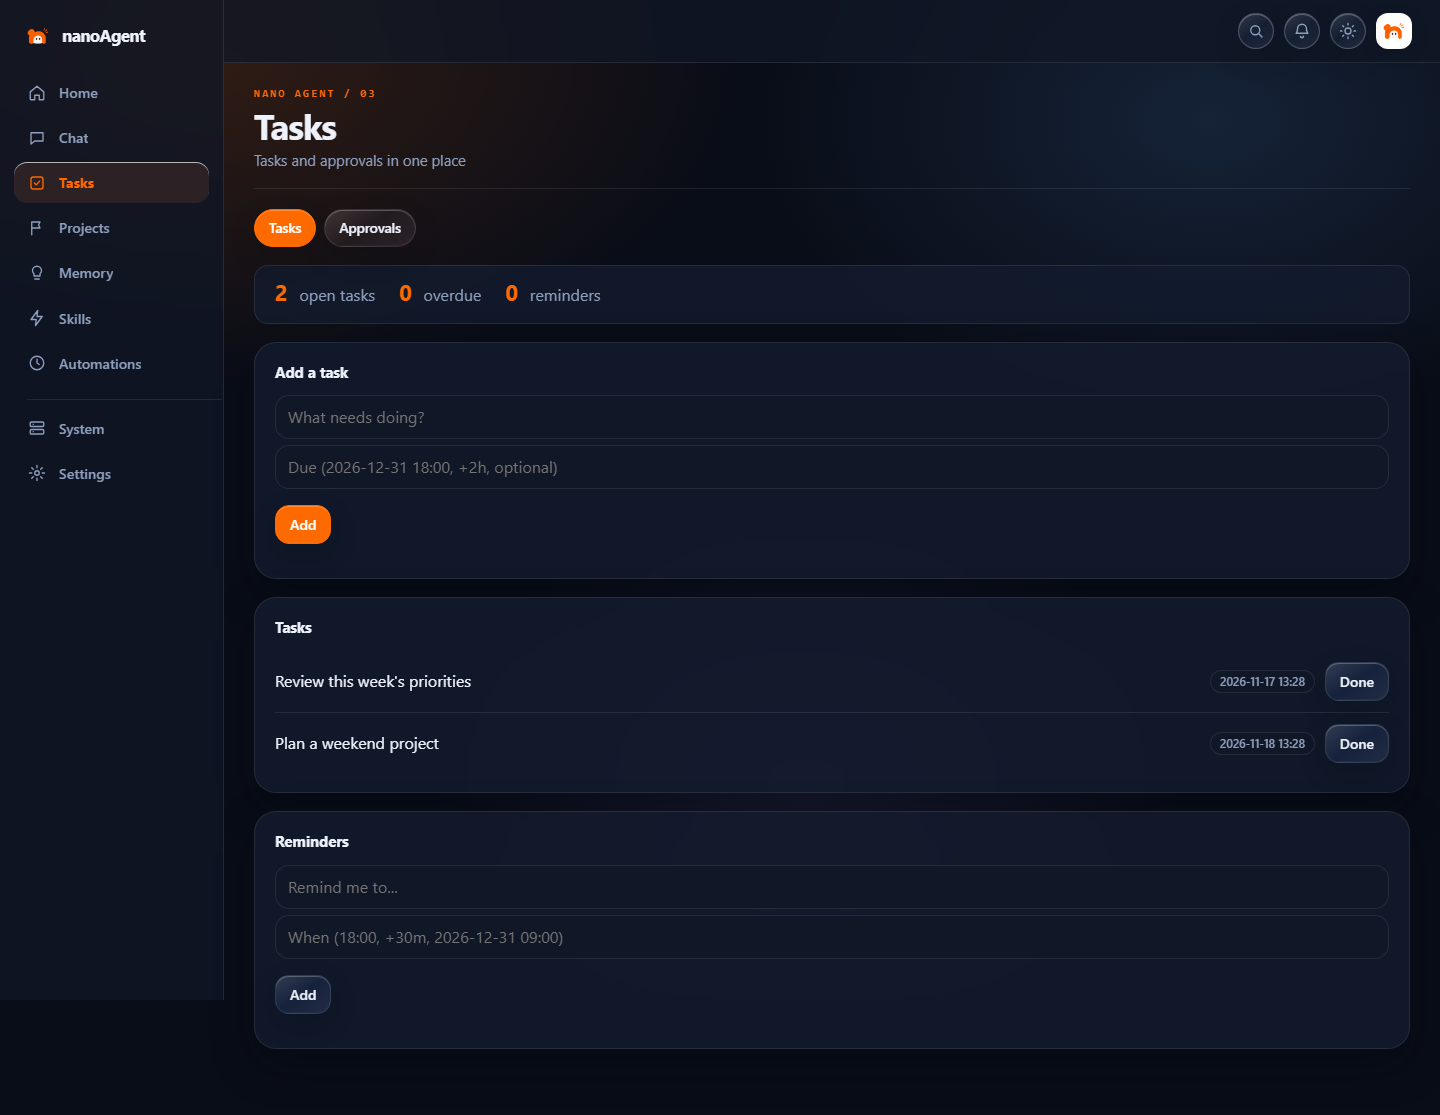 nanoAgent
Home
Chat
Tasks
Projects
Memory
Skills
Automations
System
Settings
NANO AGENT / 03
Tasks
Tasks and approvals in one place
Tasks
Approvals
2 open tasks 0 overdue 0 reminders
Add a task
What needs doing?
Due (2026-12-31 18:00, +2h, optional)
Add
Tasks
Review this week's priorities 2026-11-17 13:28 Done
Plan a weekend project 2026-11-18 13:28 Done
Reminders
Remind me to...
When (18:00, +30m, 2026-12-31 09:00)
Add